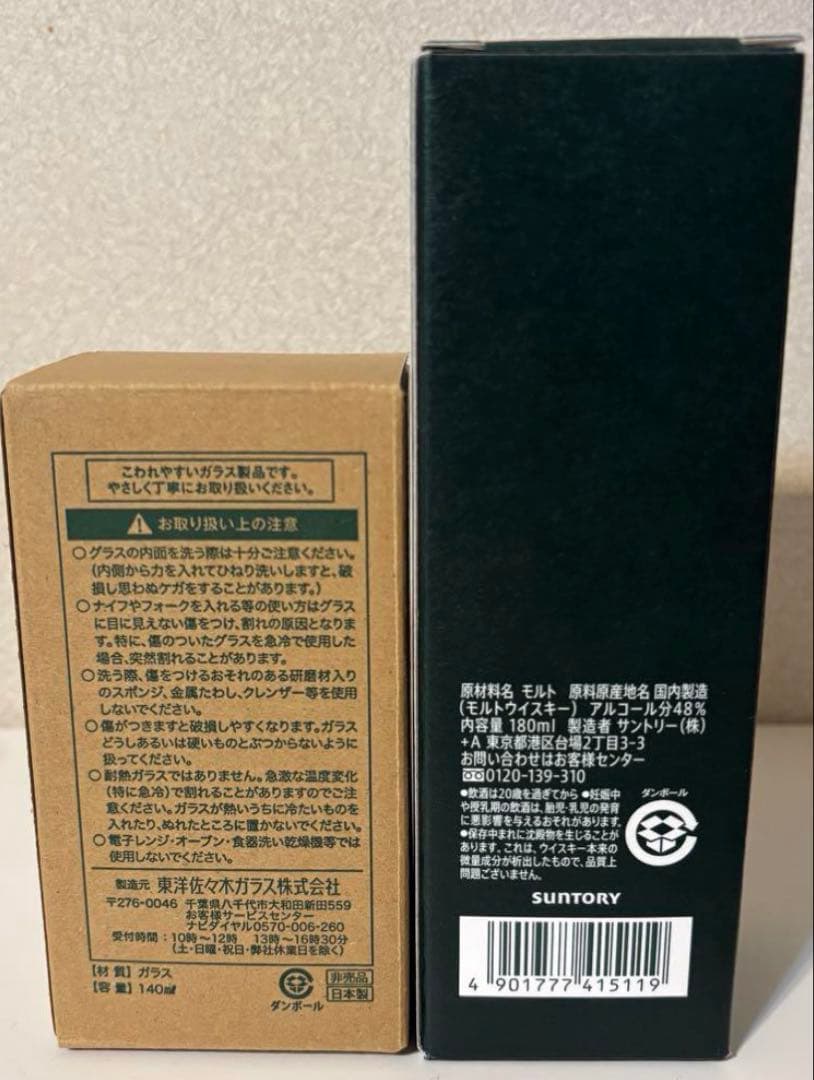 こわれやすいガラス製品です。
やさしく丁寧にお取り扱いください。
お取り扱い上の注意
○グラスの内面を洗う際は十分ご注意ください。
(内側から力を入れてひねり洗いしますと、破
損し思わぬケガをすることがあります。)
○ナイフやフォークを入れる等の使い方はグラス
に目に見えない傷をつけ、割れの原因となりま
す。特に、傷のついたグラスを急冷で使用した
場合、突然割れることがあります。
○洗う際、傷をつけるおそれのある研磨材入り
のスポンジ、金属たわし、クレンザー等を使用
しないでください。
○傷がつきますと破損しやすくなります。ガラス
どうしあるいは硬いものとぶつからないように
扱ってください。
○耐熱ガラスではありません。急激な温度変化
(特に急冷)で割れることがありますのでご注
意ください。ガラスが熱いうちに冷たいものを
入れたり、ぬれたところに置かないでください。
○電子レンジ・オーブン・食器洗い乾燥機等では
使用しないでください。
製造元 東洋佐々木ガラス株式会社
〒276-0046 千葉県八千代市大和田新田559
お客様サービスセンター
ナビダイヤル0570-006-260
受付時間:10時~12時 13時~16時30分
(土・日曜・祝日・弊社休業日を除く)
【材 質】ガラス
【容 量】140㎖
ダンボール
非売品
日本製
原材料名 モルト 原料原産地名 国内製造
(モルトウイスキー) アルコール分48%
内容量 180ml 製造者 サントリー(株)
+A 東京都港区台場2丁目3-3
お問い合わせはお客様センター
0120-139-310
●飲酒は20歳を過ぎてから ●妊娠中
や授乳期の飲酒は、胎児・乳児の発育
に悪影響を与えるおそれがあります。
●保存中まれに沈殿物を生じることが
あります。これは、ウイスキー本来の
微量成分が析出したもので、品質上
問題ございません。
ダンボール
SUNTORY
4 901777 415119